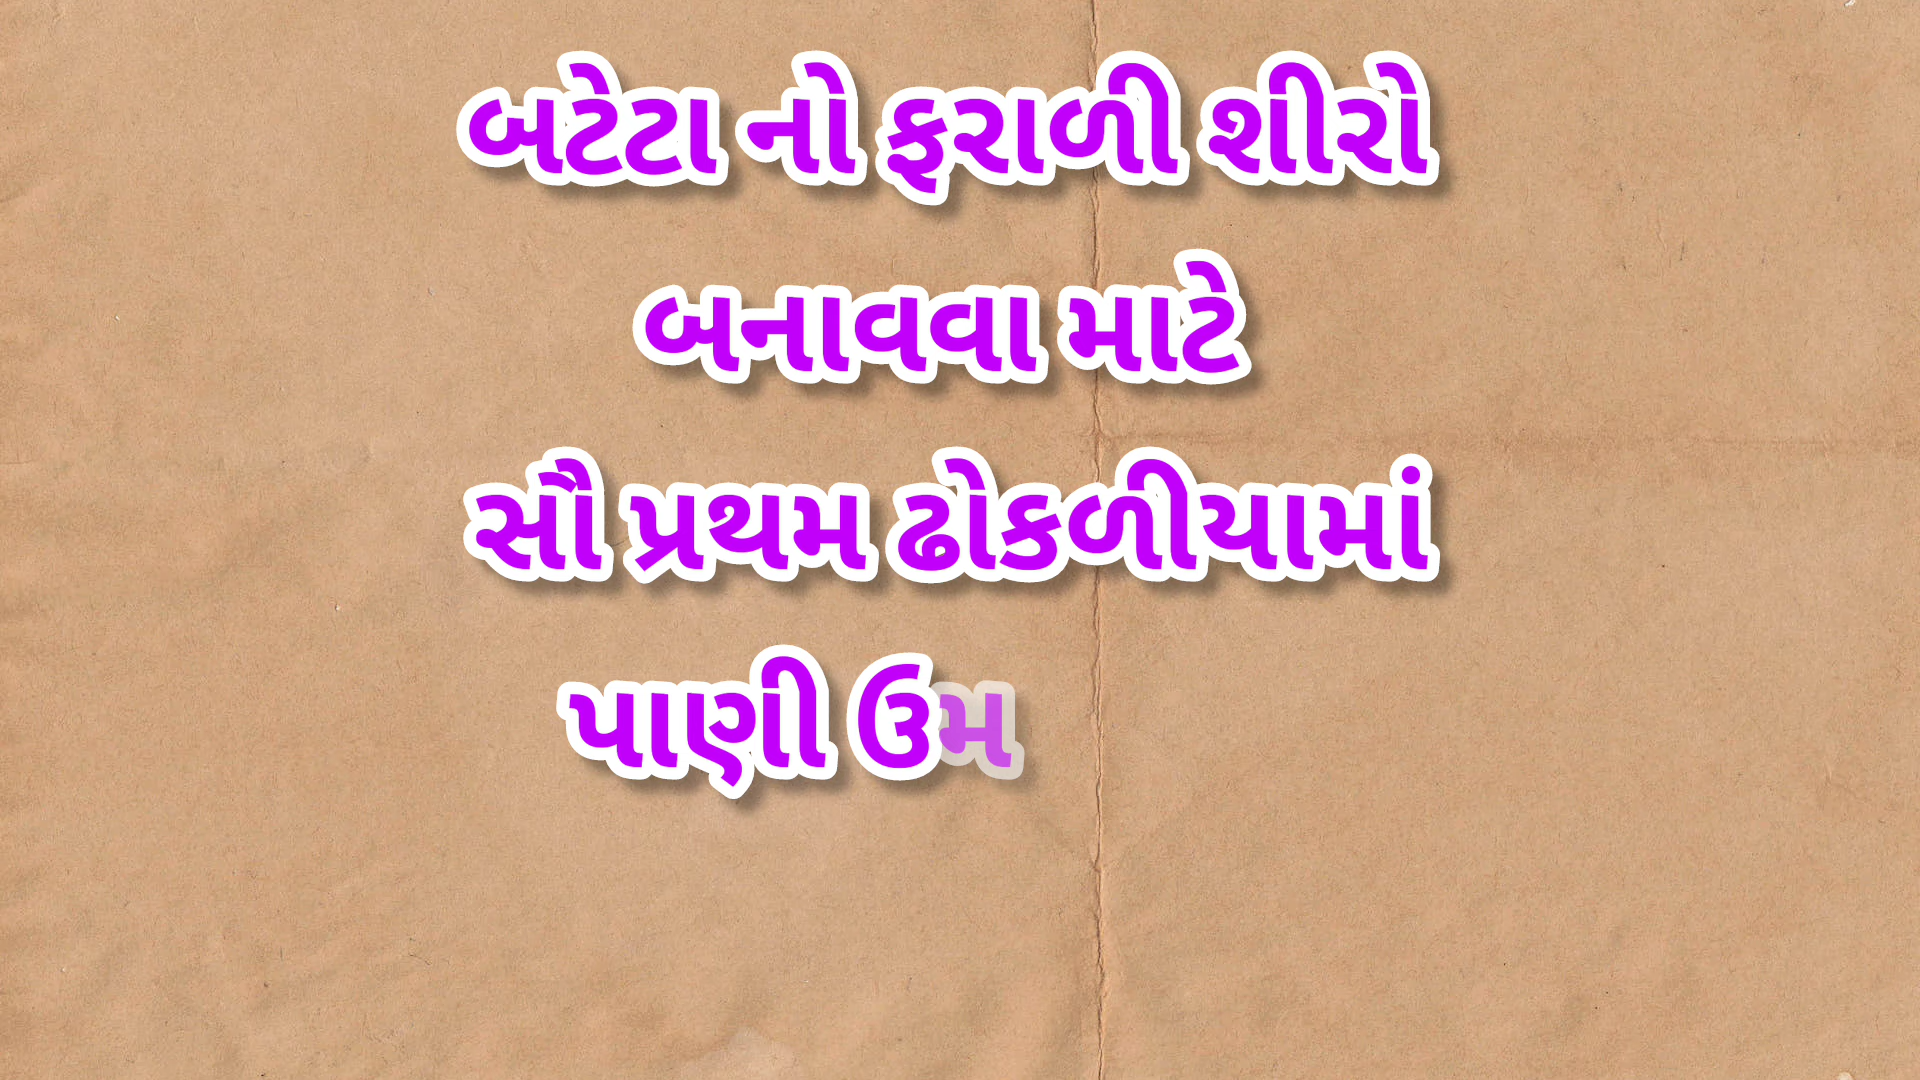 બટેટા નો ફરાળી શીરો
બનાવવા માટે
સૌ પ્રથમ ઢોકળીયામાં
પાણી ઉમ